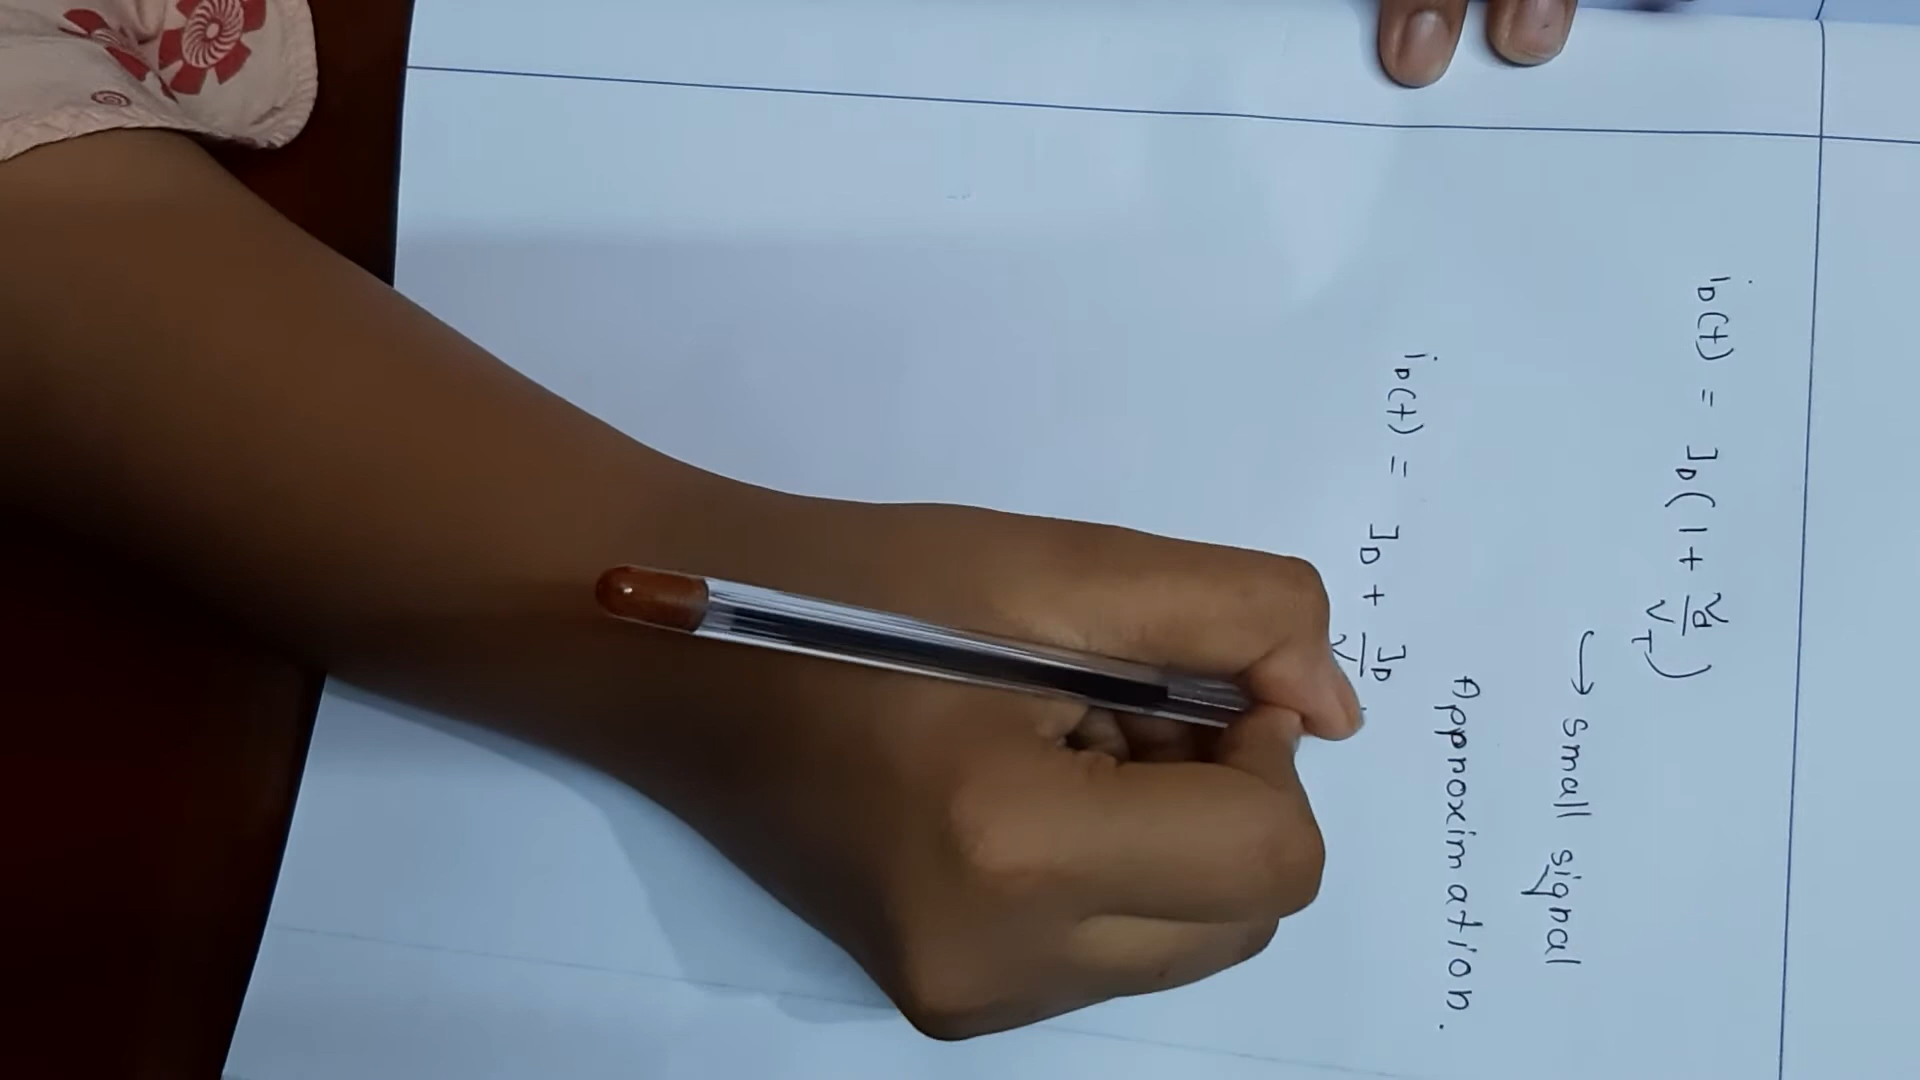 iD(t) = ID(1 + vd/VT)
→ small signal
Approximation.
iD(t) = ID + ID/V